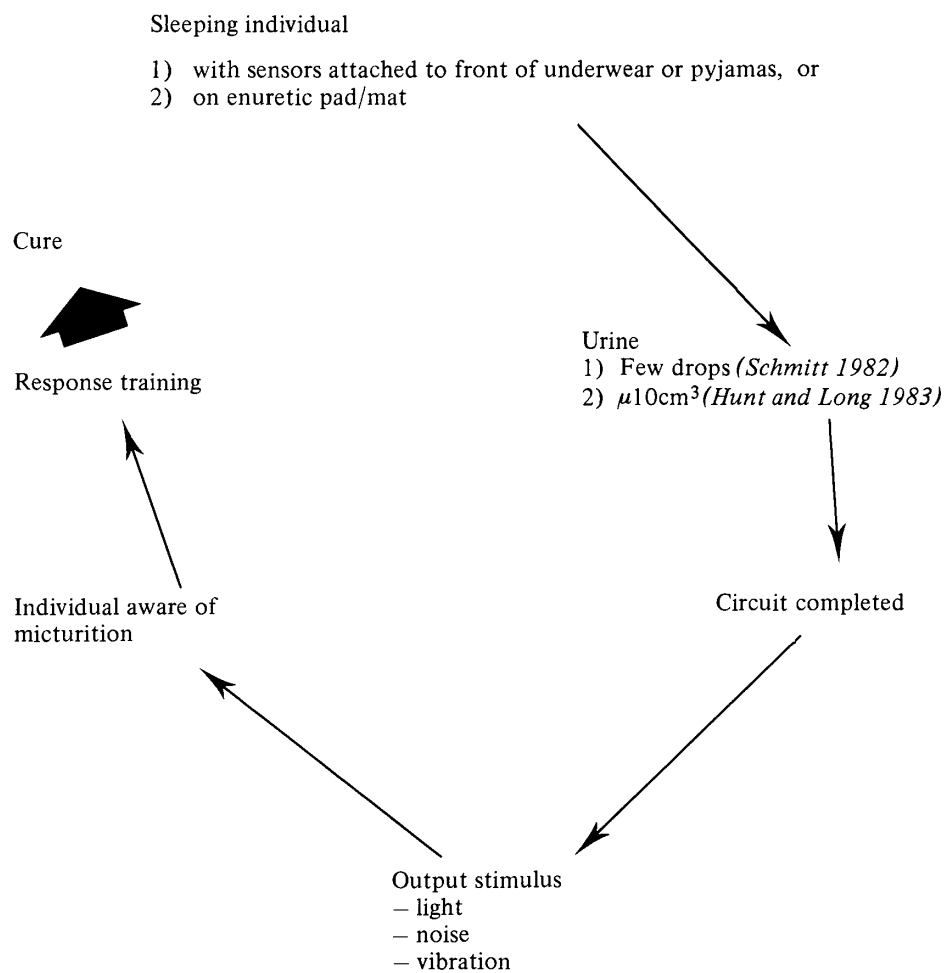 Sleeping individual
1) with sensors attached to front of underwear or pyjamas, or
2) on enuretic pad/mat
Urine
1) Few drops (Schmitt 1982)
2) μ10cm³ (Hunt and Long 1983)
Circuit completed
Output stimulus
– light
– noise
– vibration
Individual aware of
micturition
Response training
Cure